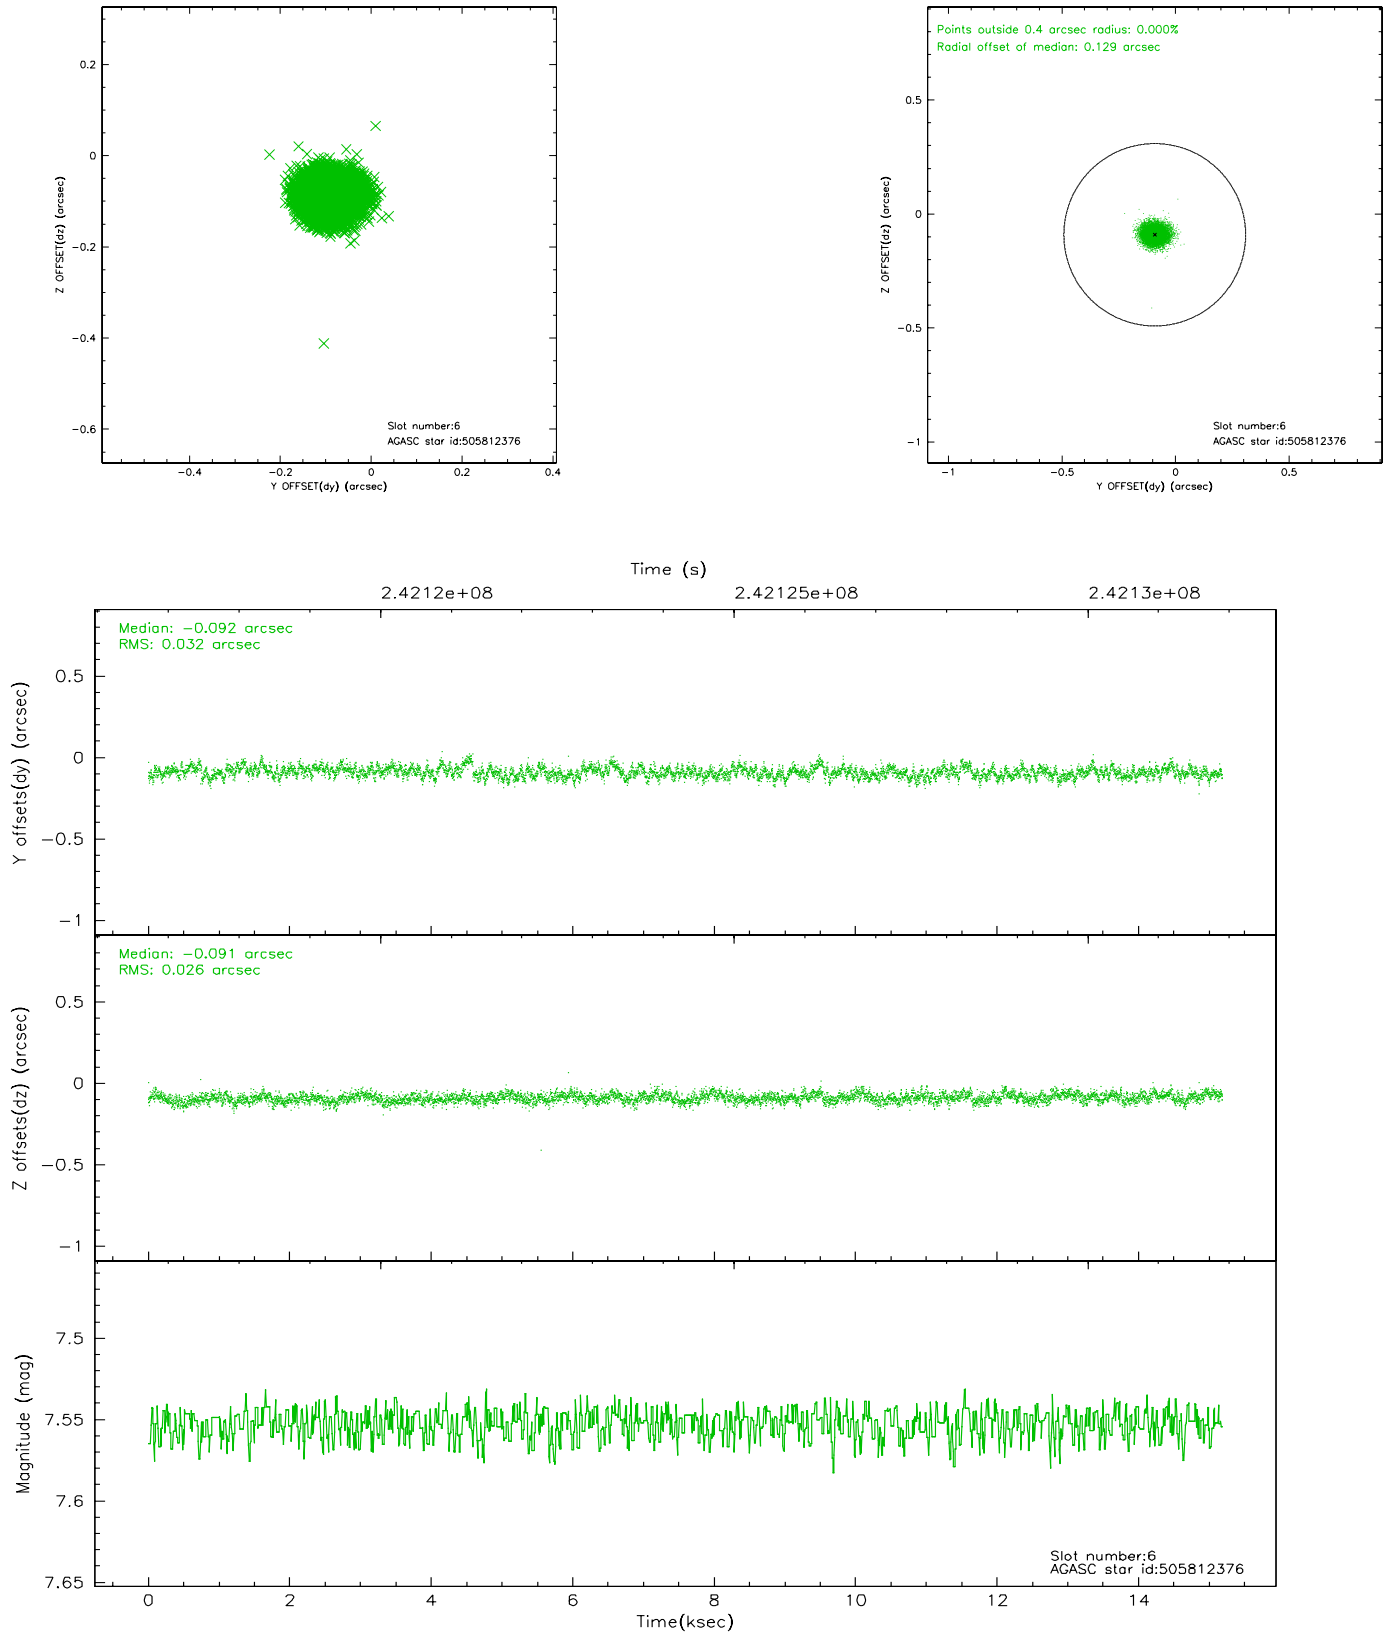 0.2
0
−0.2
−0.4
−0.6
Z OFFSET(dz) (arcsec)
Slot number:6
AGASC star id:505812376
−0.4
−0.2
0
0.2
0.4
Y OFFSET(dy) (arcsec)
Points outside 0.4 arcsec radius: 0.000%
Radial offset of median: 0.129 arcsec
0.5
0
−0.5
−1
Z OFFSET(dz) (arcsec)
Slot number:6
AGASC star id:505812376
−1
−0.5
0
0.5
Y OFFSET(dy) (arcsec)
Time (s)
2.4212e+08
2.42125e+08
2.4213e+08
Median: −0.092 arcsec
RMS: 0.032 arcsec
0.5
0
−0.5
−1
Y offsets(dy) (arcsec)
Median: −0.091 arcsec
RMS: 0.026 arcsec
0.5
0
−0.5
−1
Z offsets(dz) (arcsec)
7.5
7.55
7.6
7.65
Magnitude (mag)
Slot number:6
AGASC star id:505812376
0
2
4
6
8
10
12
14
Time(ksec)